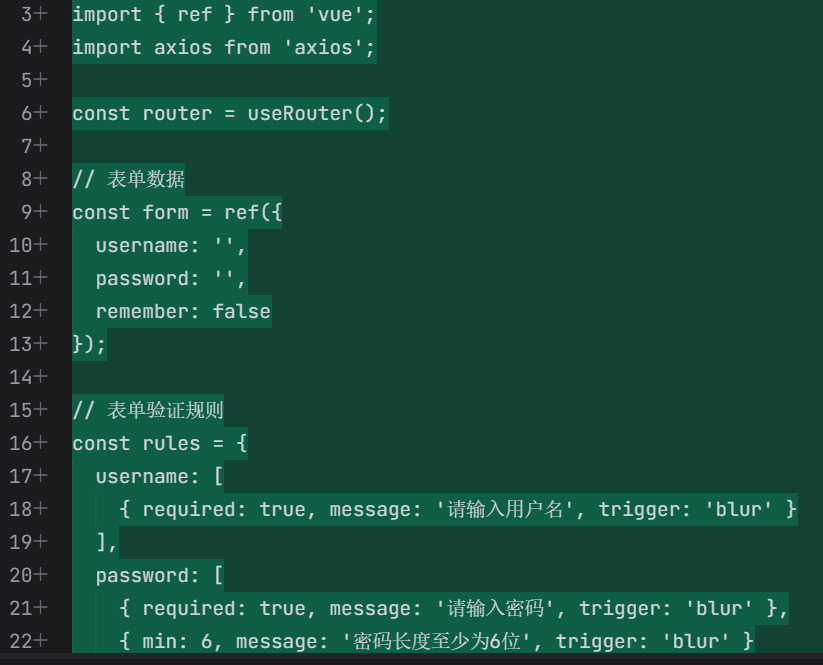 3+ import { ref } from 'vue';
4+ import axios from 'axios';
5+
6+ const router = useRouter();
7+
8+ // 表单数据
9+ const form = ref({
10+   username: '',
11+   password: '',
12+   remember: false
13+ });
14+
15+ // 表单验证规则
16+ const rules = {
17+   username: [
18+     { required: true, message: '请输入用户名', trigger: 'blur' }
19+   ],
20+   password: [
21+     { required: true, message: '请输入密码', trigger: 'blur' },
22+     { min: 6, message: '密码长度至少为6位', trigger: 'blur' }